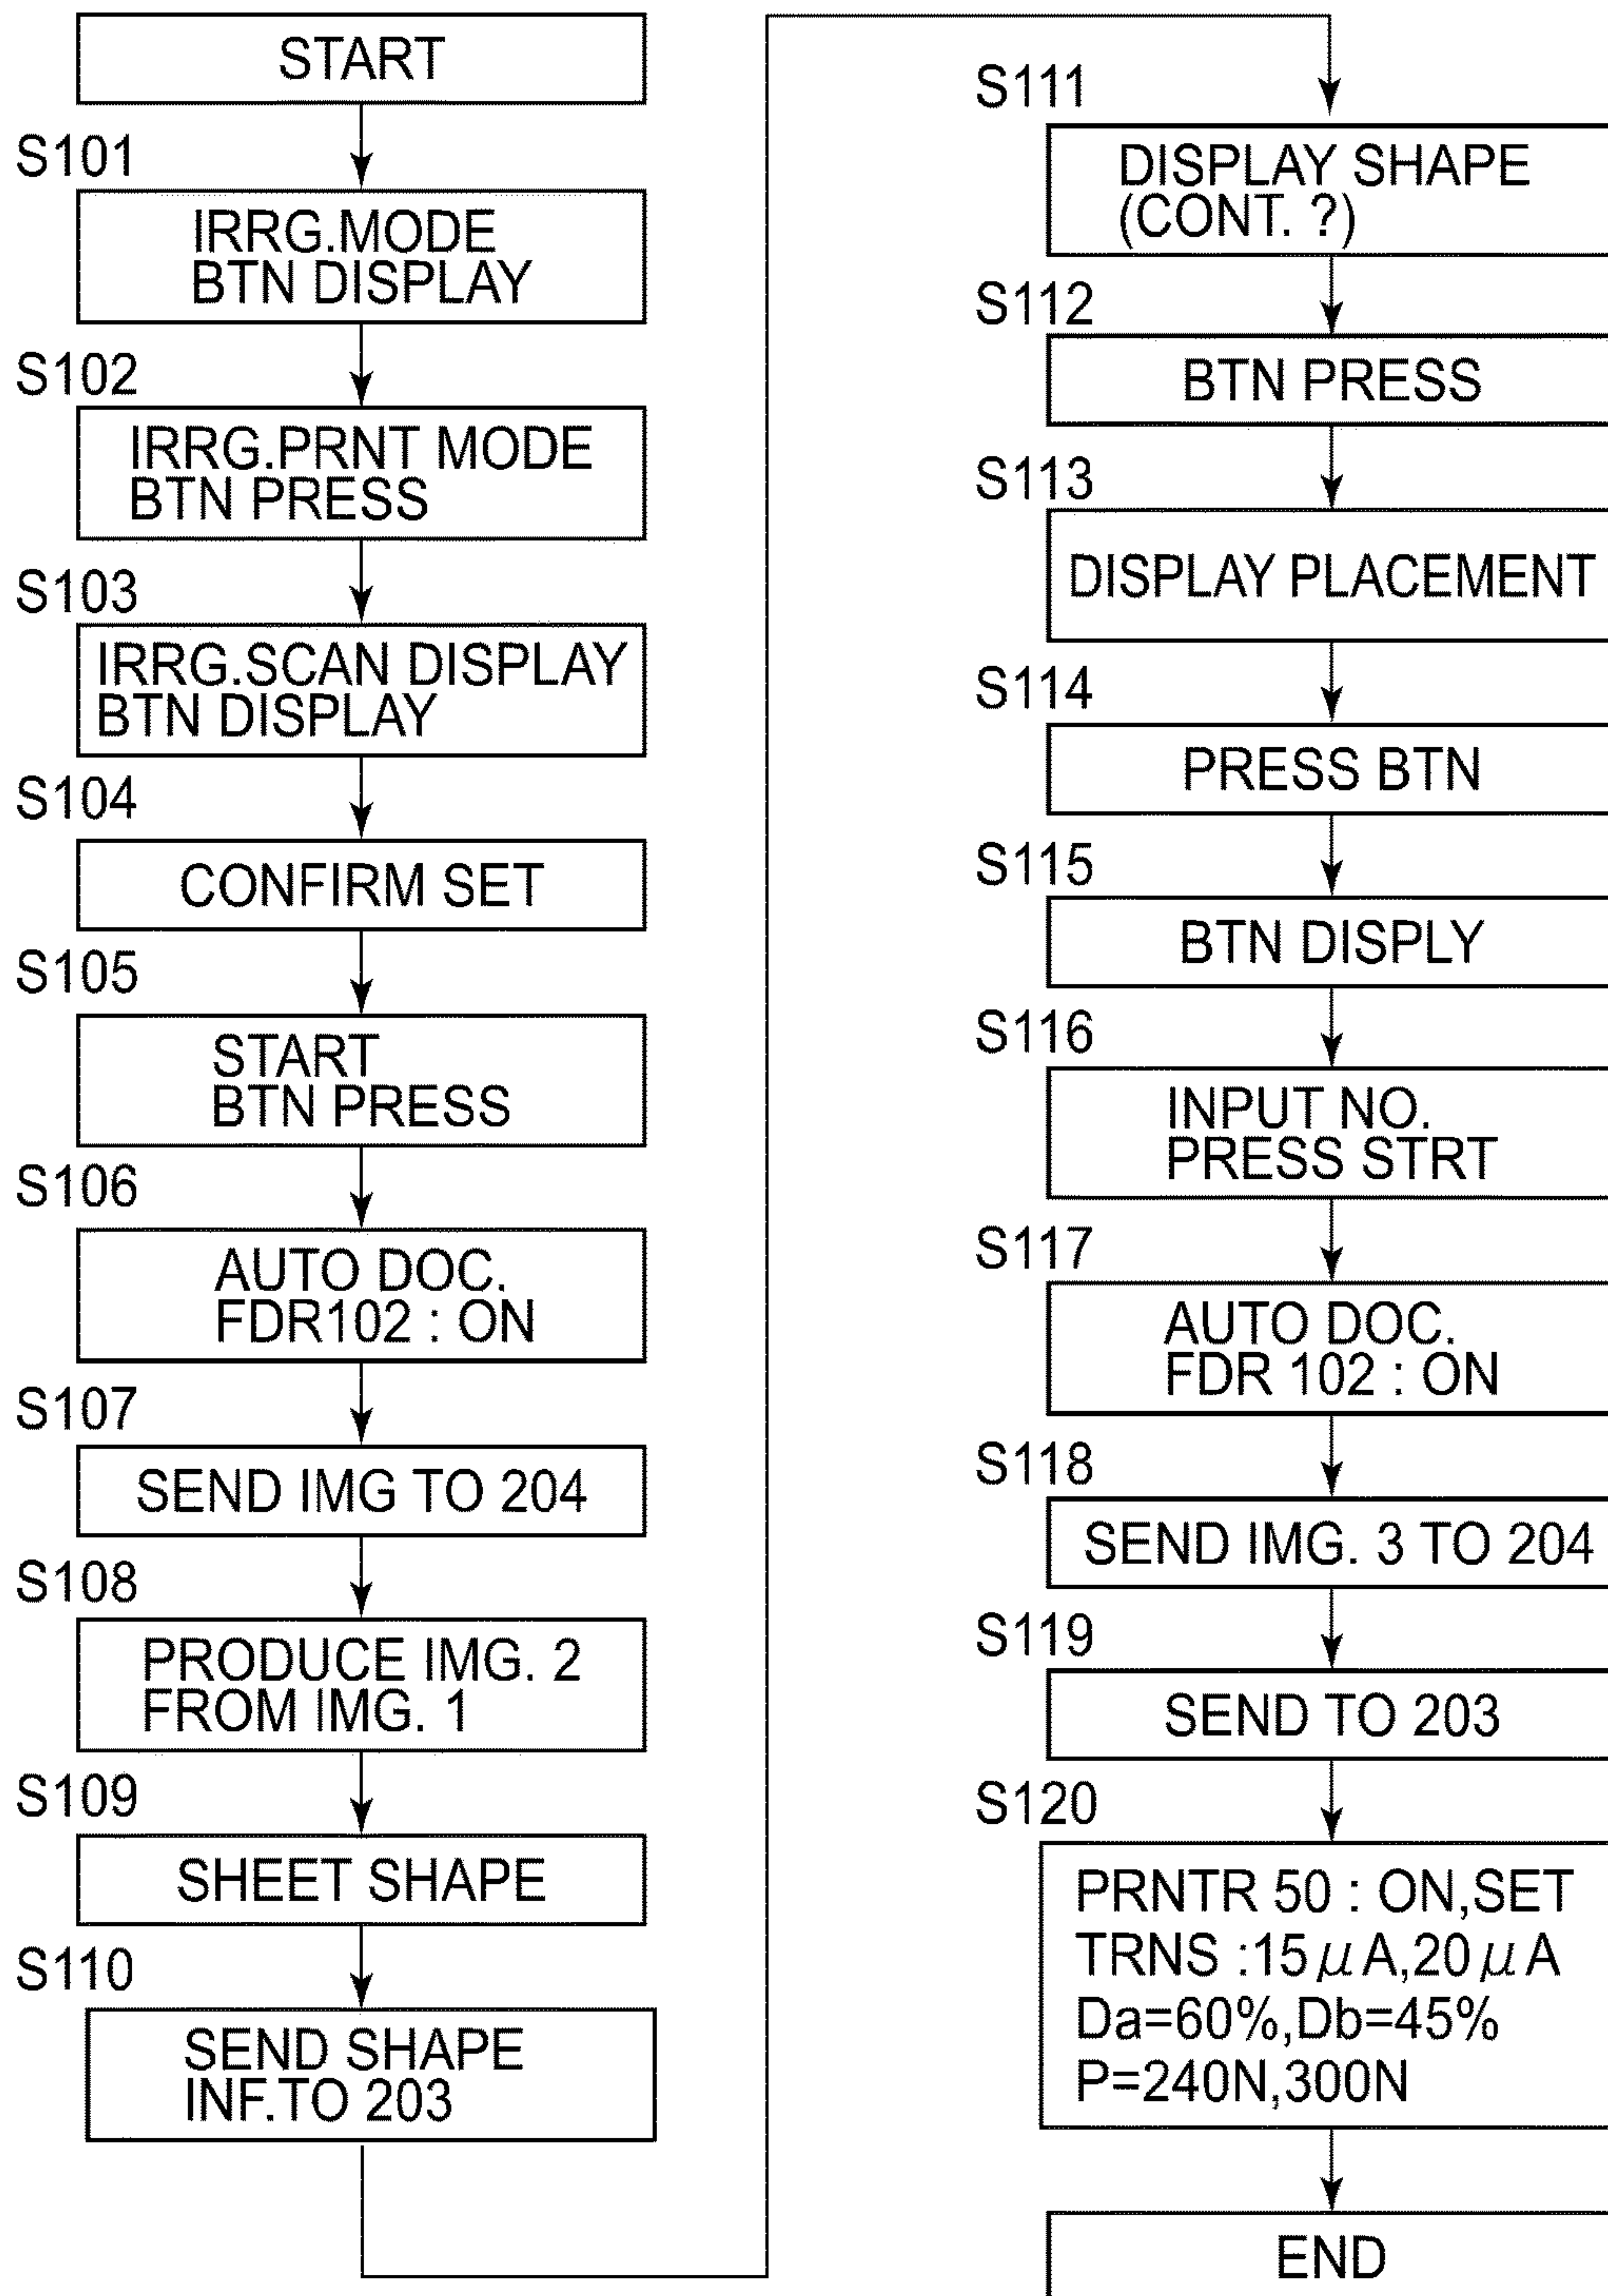 START
S101
IRRG.MODE
BTN DISPLAY
S102
IRRG.PRNT MODE
BTN PRESS
S103
IRRG.SCAN DISPLAY
BTN DISPLAY
S104
CONFIRM SET
S105
START
BTN PRESS
S106
AUTO DOC.
FDR102 : ON
S107
SEND IMG TO 204
S108
PRODUCE IMG. 2
FROM IMG. 1
S109
SHEET SHAPE
S110
SEND SHAPE
INF.TO 203
S111
DISPLAY SHAPE
(CONT. ?)
S112
BTN PRESS
S113
DISPLAY PLACEMENT
S114
PRESS BTN
S115
BTN DISPLY
S116
INPUT NO.
PRESS STRT
S117
AUTO DOC.
FDR 102 : ON
S118
SEND IMG. 3 TO 204
S119
SEND TO 203
S120
PRNTR 50 : ON,SET
TRNS :15μA,20μA
Da=60%,Db=45%
P=240N,300N
END